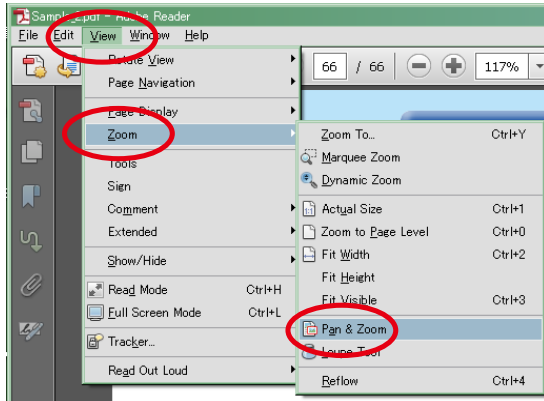 Sample_2.pdf - Adobe Reader
File Edit View Window Help
66 / 66 117%
Rotate View
Page Navigation
Page Display
Zoom
Tools
Sign
Comment
Extended
Show/Hide
Read Mode Ctrl+H
Full Screen Mode Ctrl+L
Tracker...
Read Out Loud
Zoom To... Ctrl+Y
Marquee Zoom
Dynamic Zoom
Actual Size Ctrl+1
Zoom to Page Level Ctrl+0
Fit Width Ctrl+2
Fit Height
Fit Visible Ctrl+3
Pan & Zoom
Loupe Tool
Reflow Ctrl+4